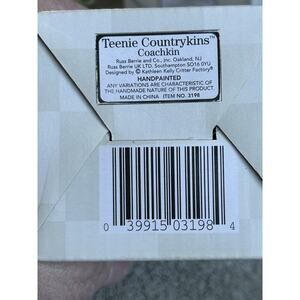 Teenie Countrykins™
Coachkin
Russ Berrie and Co., Inc. Oakland, NJ
Russ Berrie UK LTD. Southampton SO16 0YU
Designed by © Kathleen Kelly Critter Factory®
HANDPAINTED
ANY VARIATIONS ARE CHARACTERISTIC OF
THE HANDMADE NATURE OF THIS PRODUCT.
MADE IN CHINA ITEM NO. 3198
0 39915 03198 4